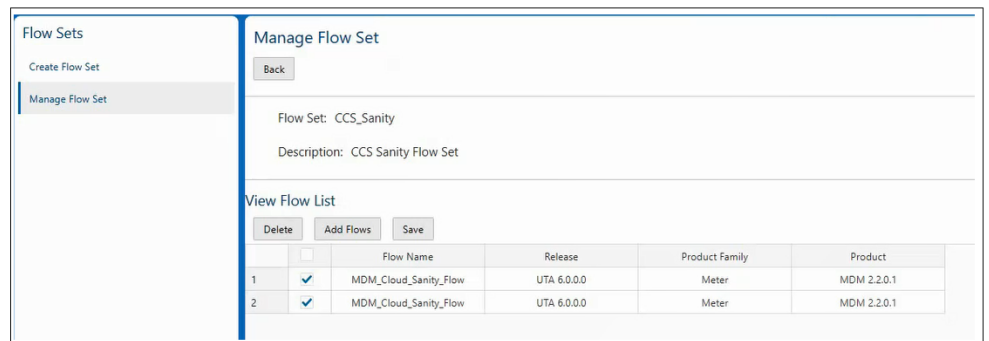 Flow Sets
Create Flow Set
Manage Flow Set
Manage Flow Set
Back
Flow Set: CCS_Sanity
Description: CCS Sanity Flow Set
View Flow List
Delete Add Flows Save
Flow Name Release Product Family Product
1 MDM_Cloud_Sanity_Flow UTA 6.0.0.0 Meter MDM 2.2.0.1
2 MDM_Cloud_Sanity_Flow UTA 6.0.0.0 Meter MDM 2.2.0.1